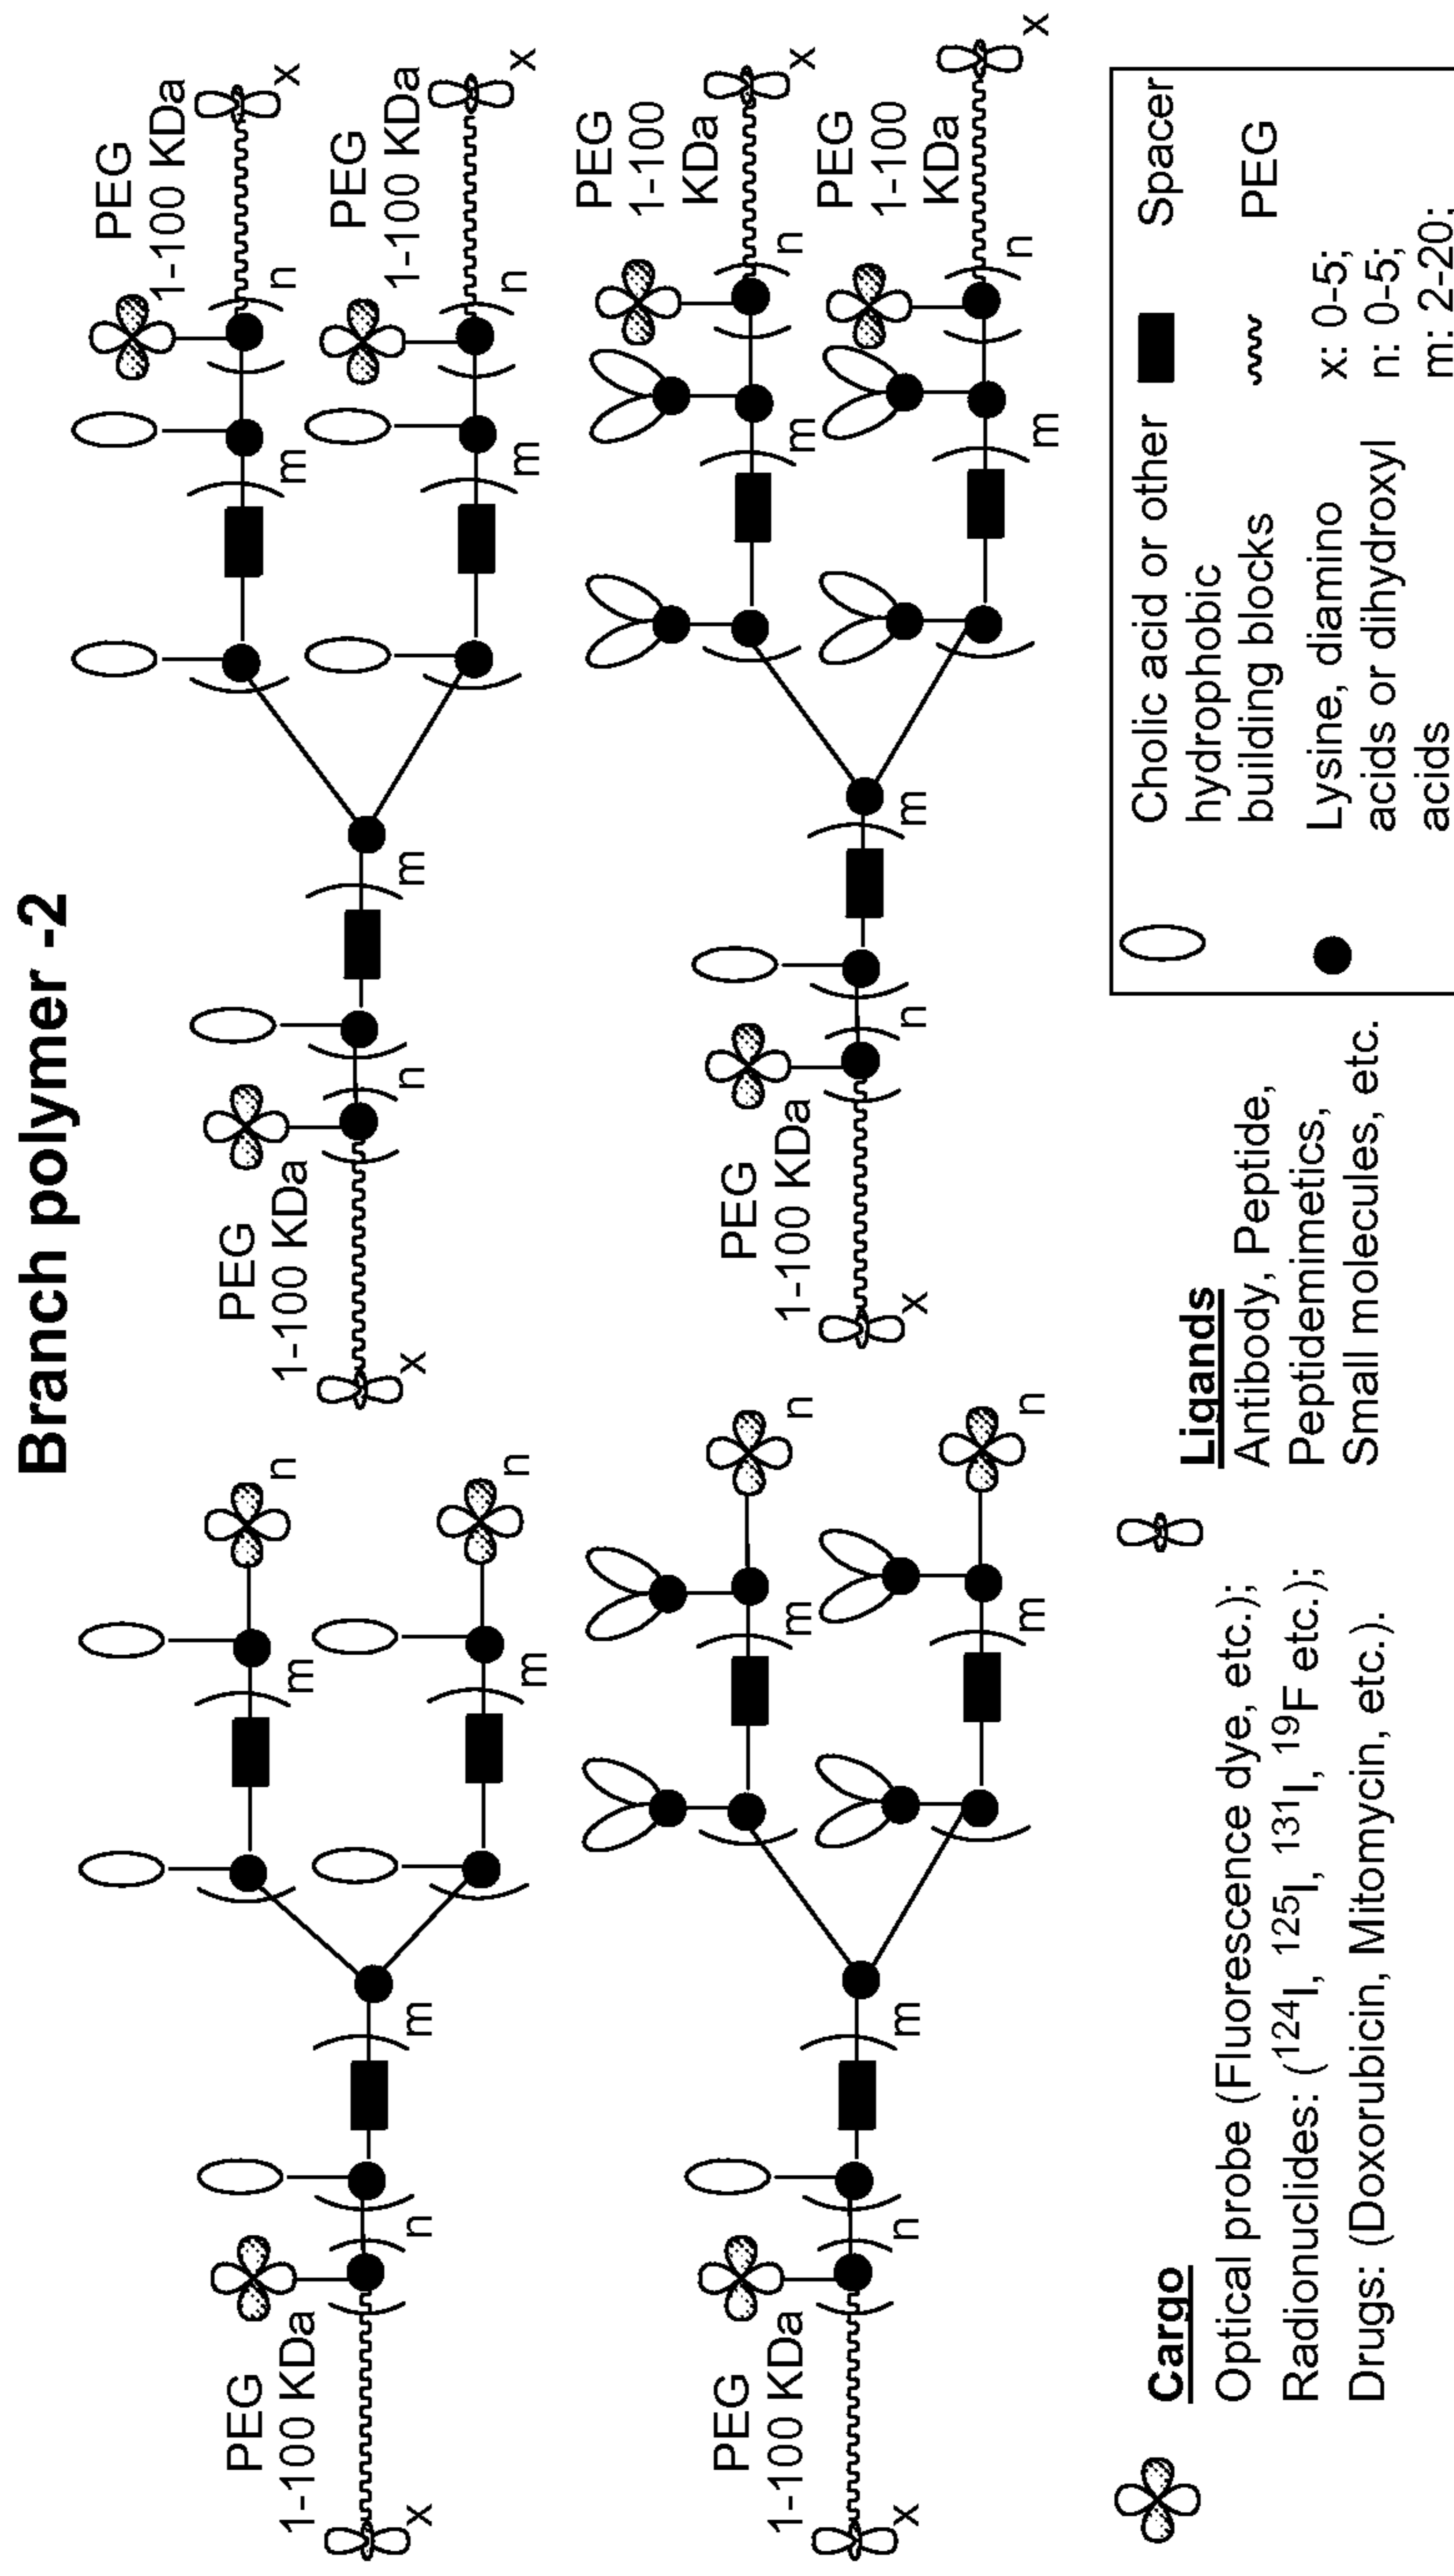 Branch polymer -2
m
n
PEG
1-100 KDa
x
n
m
m
n
PEG
1-100 KDa
m
n
x
PEG
1-100 KDa
x
n
m
PEG
1-100 KDa
m
n
x
m
n
PEG
1-100 KDa
x
n
m
m
n
PEG
1-100
KDa
m
n
x
PEG
1-100 KDa
x
n
m
PEG
1-100
KDa
m
n
x
Cargo
Optical probe (Fluorescence dye, etc.);
Radionuclides: (124I, 125I, 131I, 19F etc.);
Drugs: (Doxorubicin, Mitomycin, etc.).
Ligands
Antibody, Peptide,
Peptidemimetics,
Small molecules, etc.
Cholic acid or other
hydrophobic
building blocks
Spacer
PEG
Lysine, diamino
acids or dihydroxyl
acids
x: 0-5;
n: 0-5;
m: 2-20;